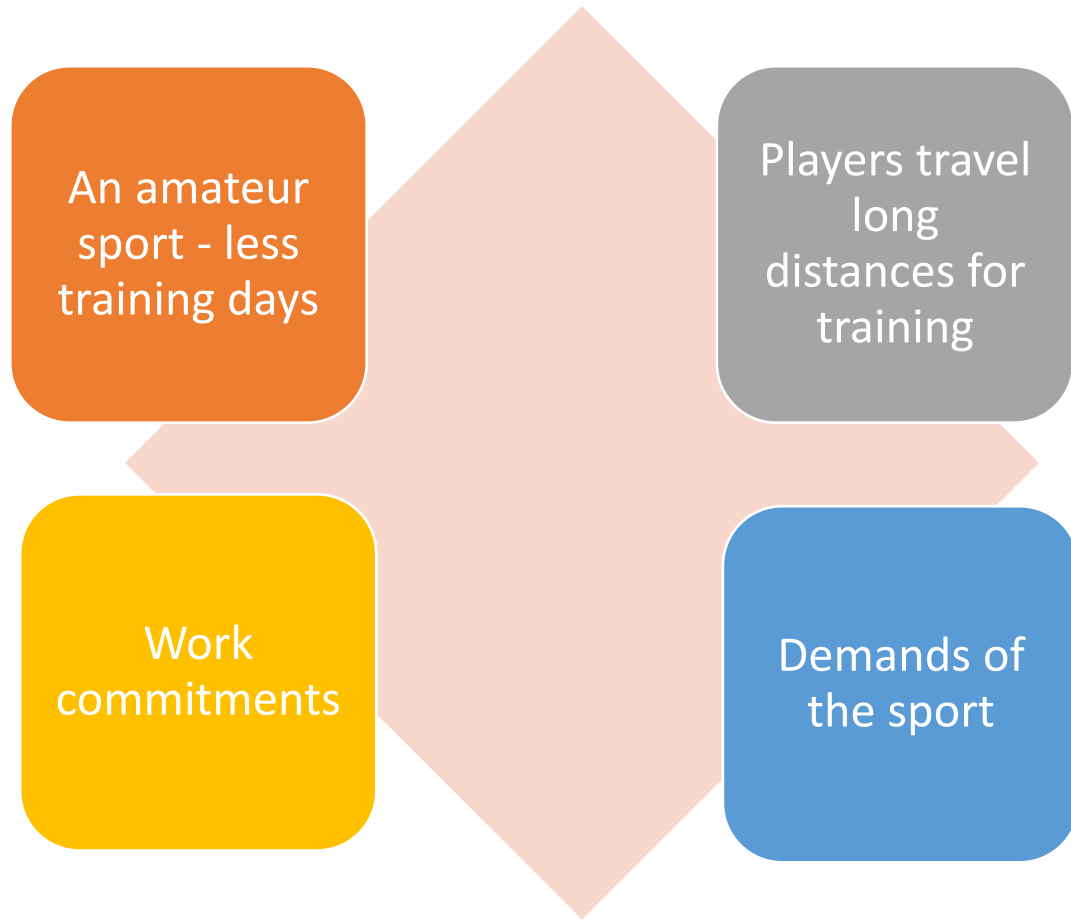 An amateur
sport - less
training days
Players travel
long
distances for
training
Work
commitments
Demands of
the sport